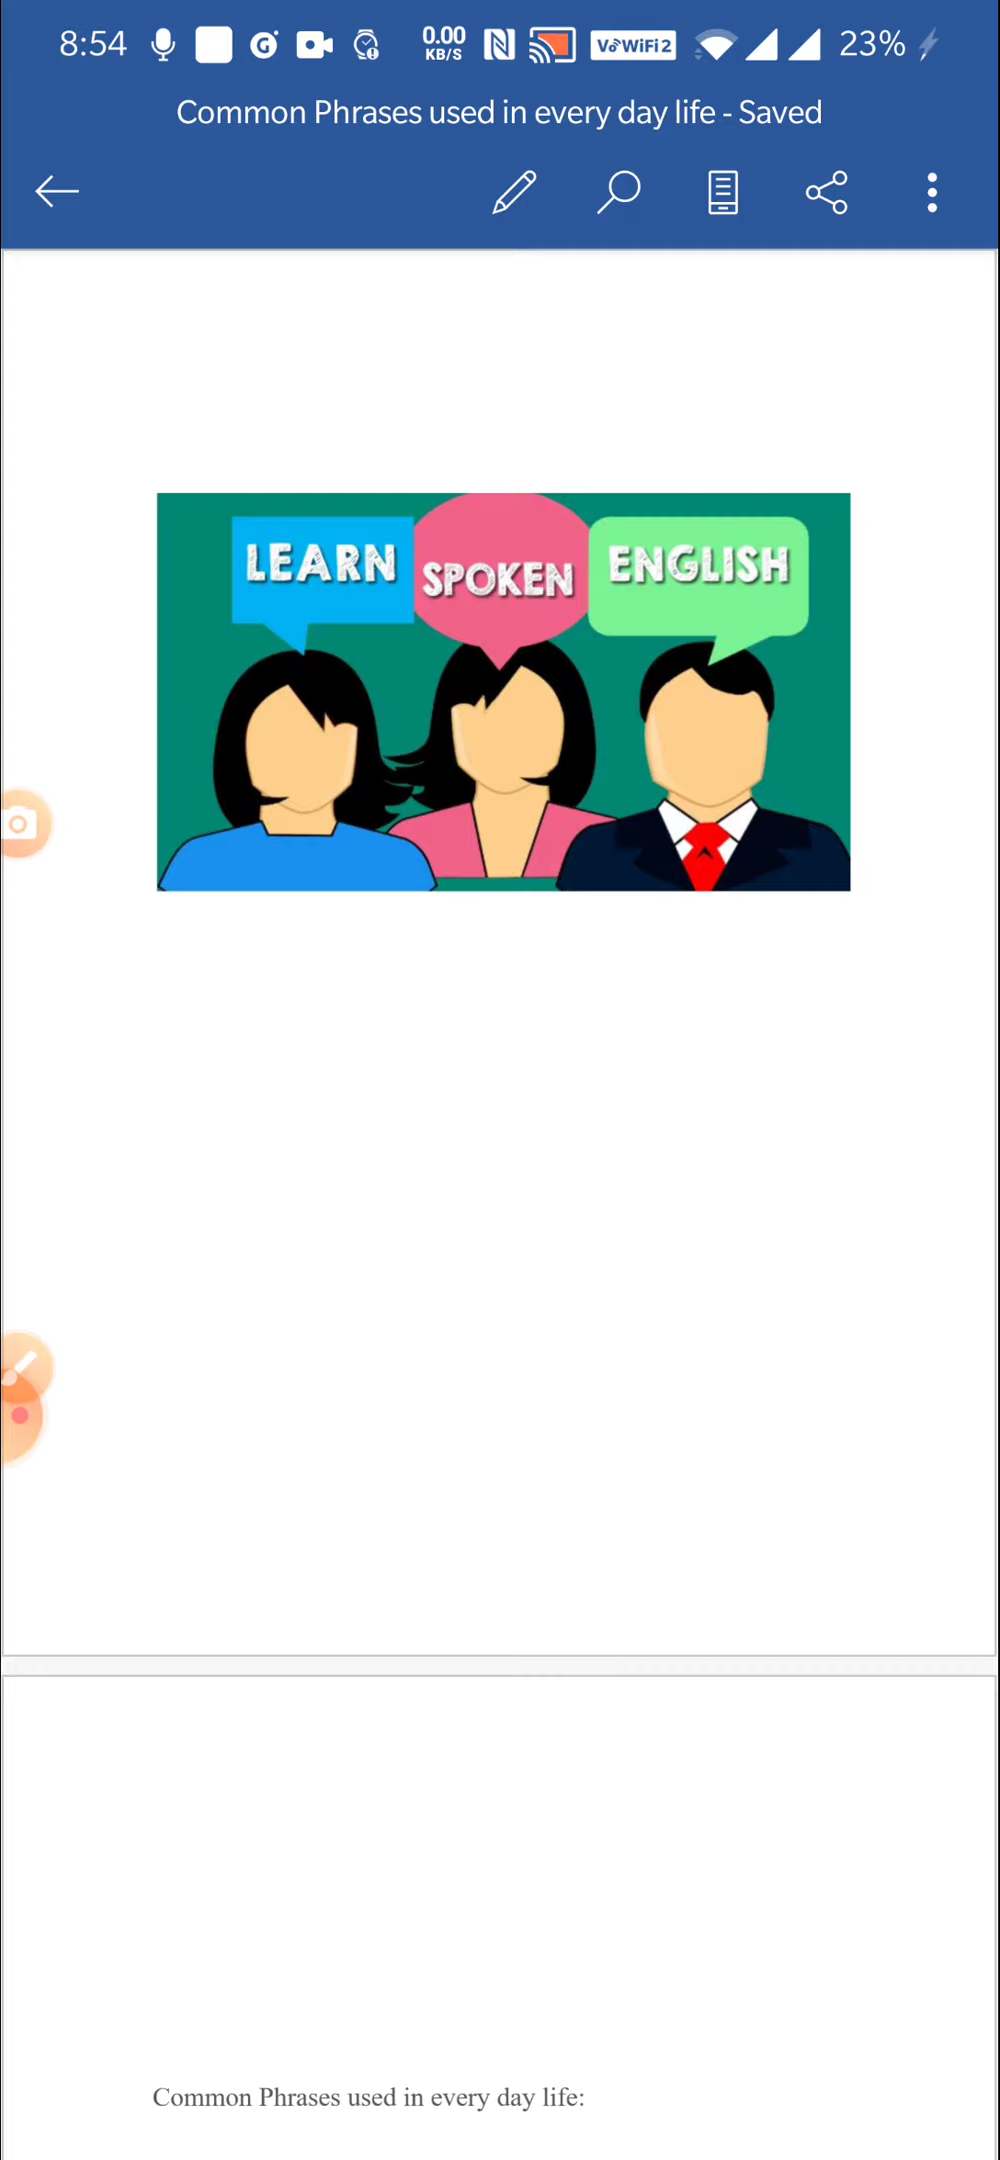 8:54 0.00 KB/S VoWiFi2 23%
Common Phrases used in every day life - Saved
LEARN SPOKEN ENGLISH
Common Phrases used in every day life: